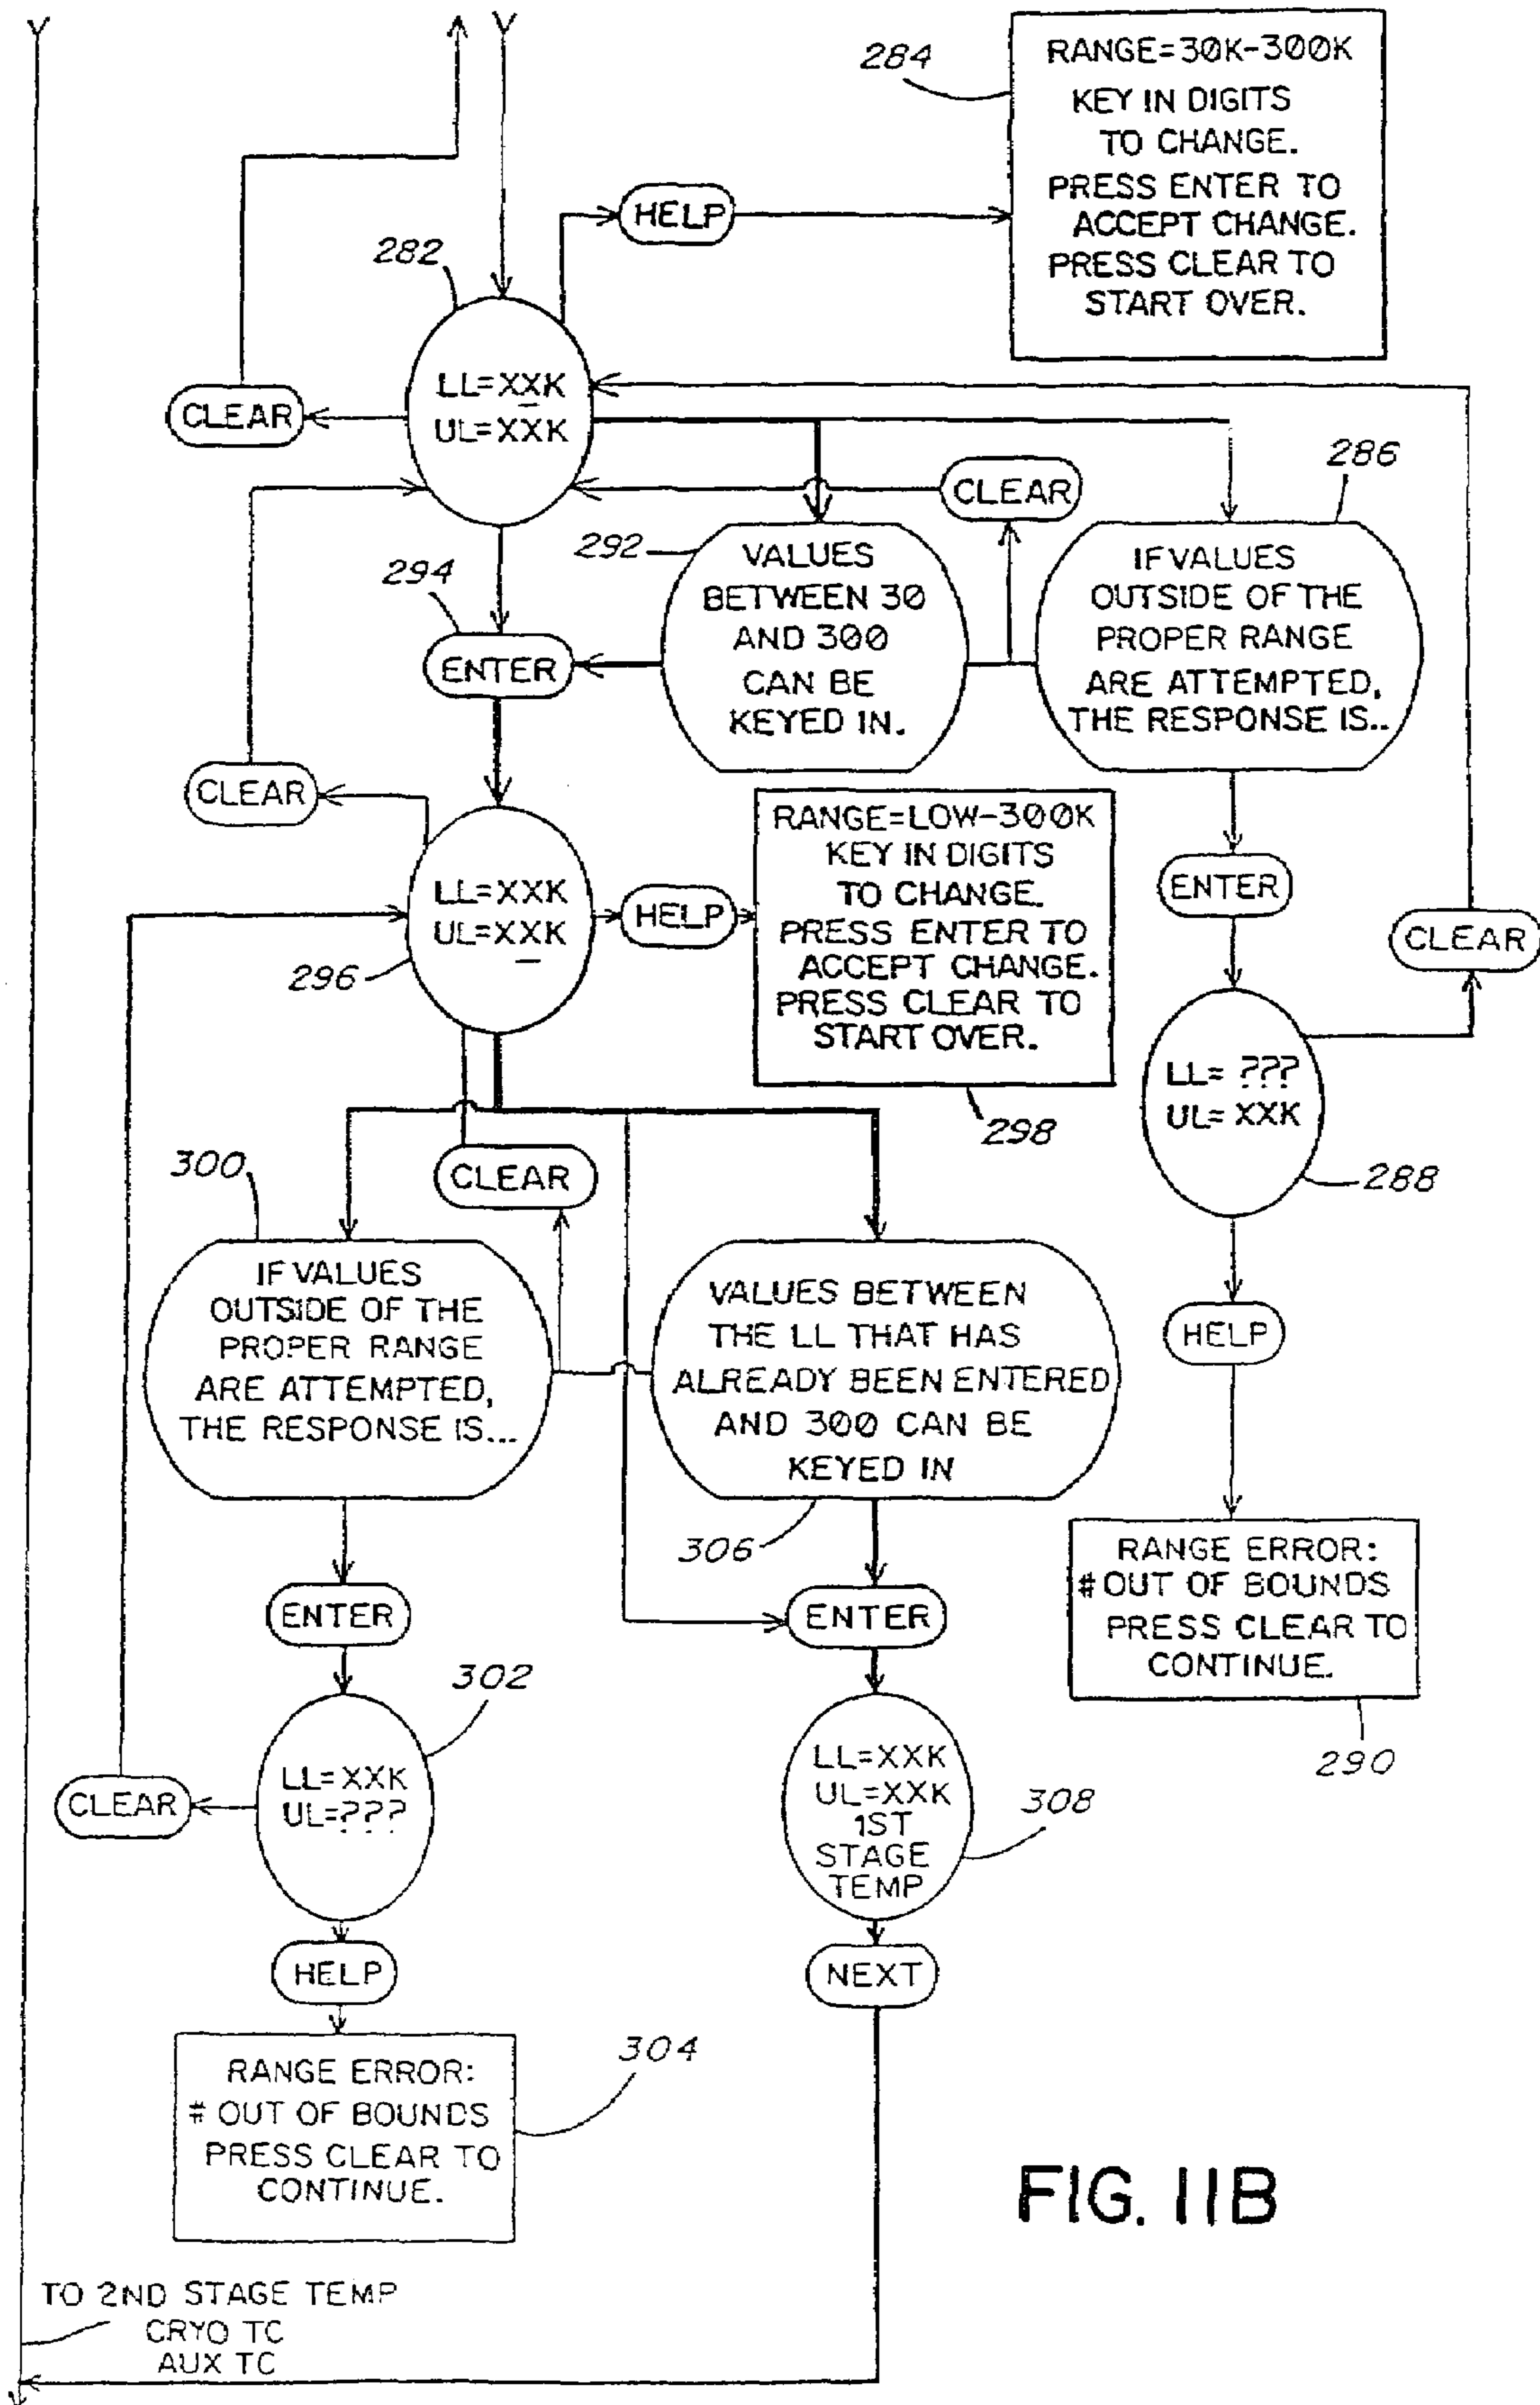 284
RANGE=30K-300K
KEY IN DIGITS
TO CHANGE.
PRESS ENTER TO
ACCEPT CHANGE.
PRESS CLEAR TO
START OVER.
HELP
282
LL=XXK
UL=XXK
CLEAR
CLEAR
286
292
VALUES
BETWEEN 30
AND 300
CAN BE
KEYED IN.
IF VALUES
OUTSIDE OF THE
PROPER RANGE
ARE ATTEMPTED,
THE RESPONSE IS..
294
ENTER
CLEAR
RANGE=LOW-300K
KEY IN DIGITS
TO CHANGE.
PRESS ENTER TO
ACCEPT CHANGE.
PRESS CLEAR TO
START OVER.
298
LL=XXK
UL=XXK
296
HELP
ENTER
CLEAR
LL= ???
UL= XXK
288
CLEAR
300
IF VALUES
OUTSIDE OF THE
PROPER RANGE
ARE ATTEMPTED,
THE RESPONSE IS...
VALUES BETWEEN
THE LL THAT HAS
ALREADY BEEN ENTERED
AND 300 CAN BE
KEYED IN
306
HELP
RANGE ERROR:
# OUT OF BOUNDS
PRESS CLEAR TO
CONTINUE.
290
ENTER
ENTER
302
LL=XXK
UL=???
CLEAR
LL=XXK
UL=XXK
1ST
STAGE
TEMP
308
HELP
NEXT
RANGE ERROR:
# OUT OF BOUNDS
PRESS CLEAR TO
CONTINUE.
304
FIG. 11B
TO 2ND STAGE TEMP
CRYO TC
AUX TC